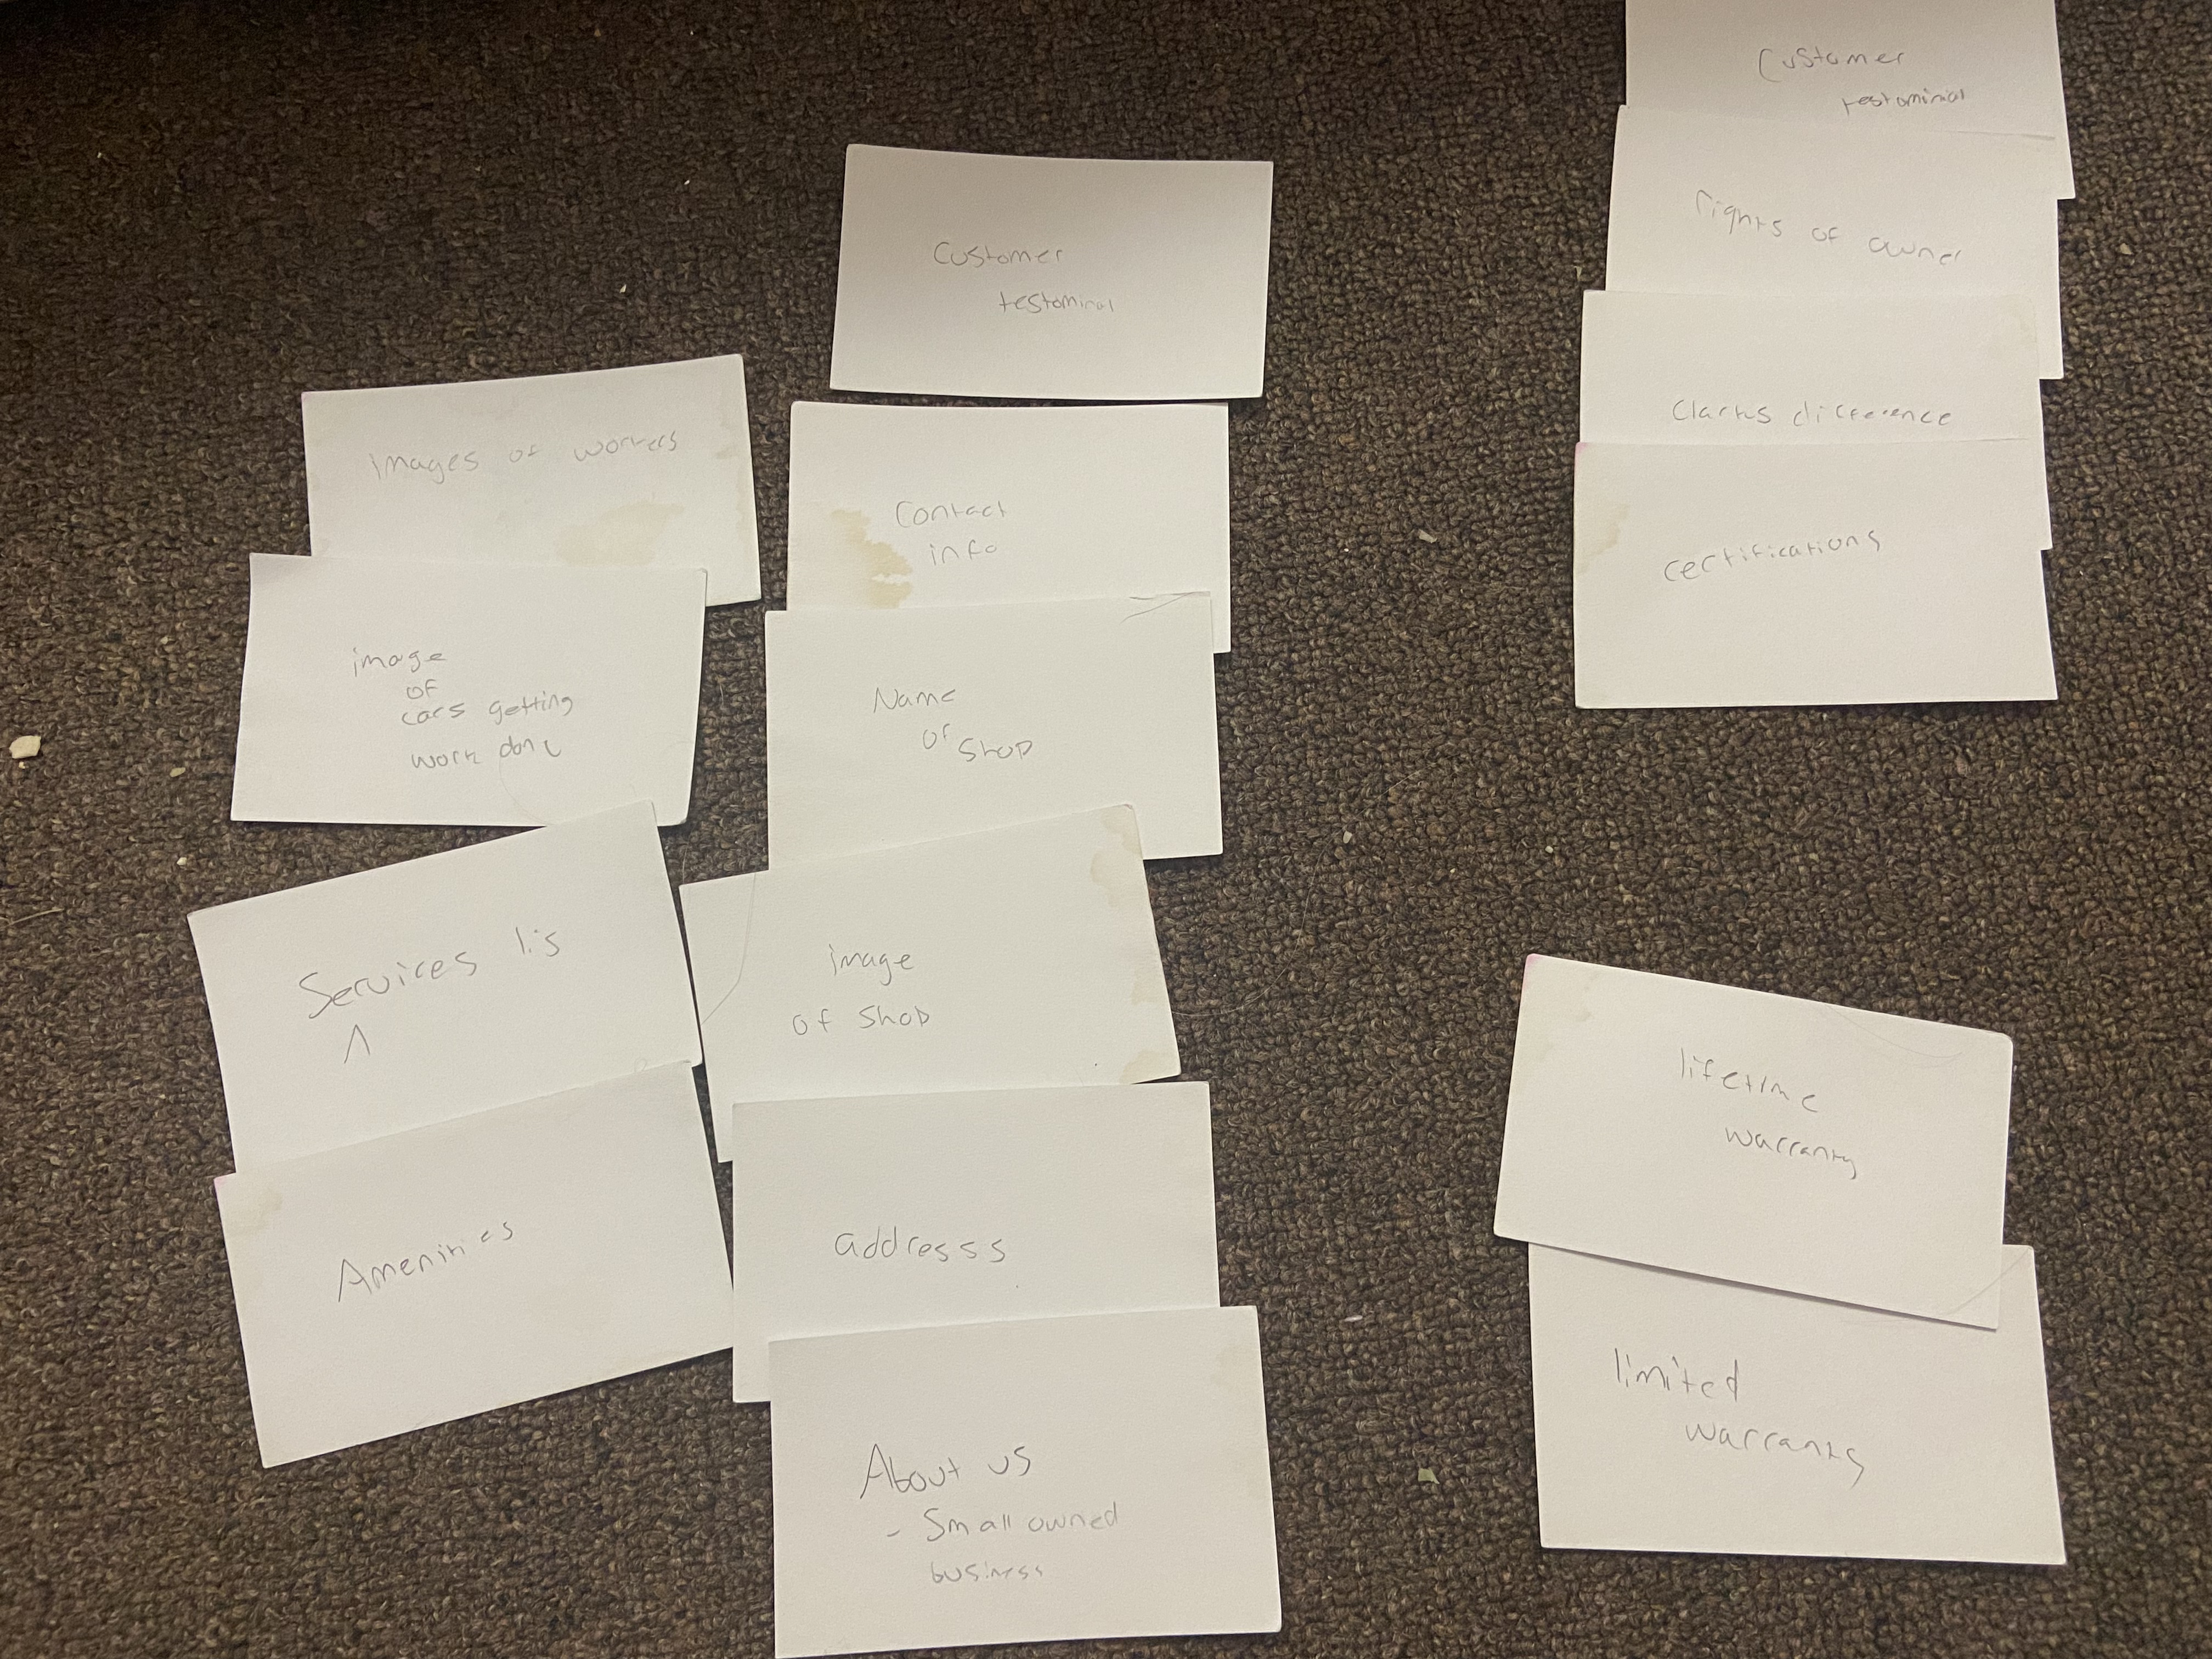 images of workers
image
of
cars getting
work done
Services lis
Amenities
Customer
testominal
Contact
info
Name
of
Shop
image
of Shop
addresss
About us
- Small owned
business
Customer
testominial
rights of owner
Clarks difference
certifications
lifetime
warranty
limited
warranty